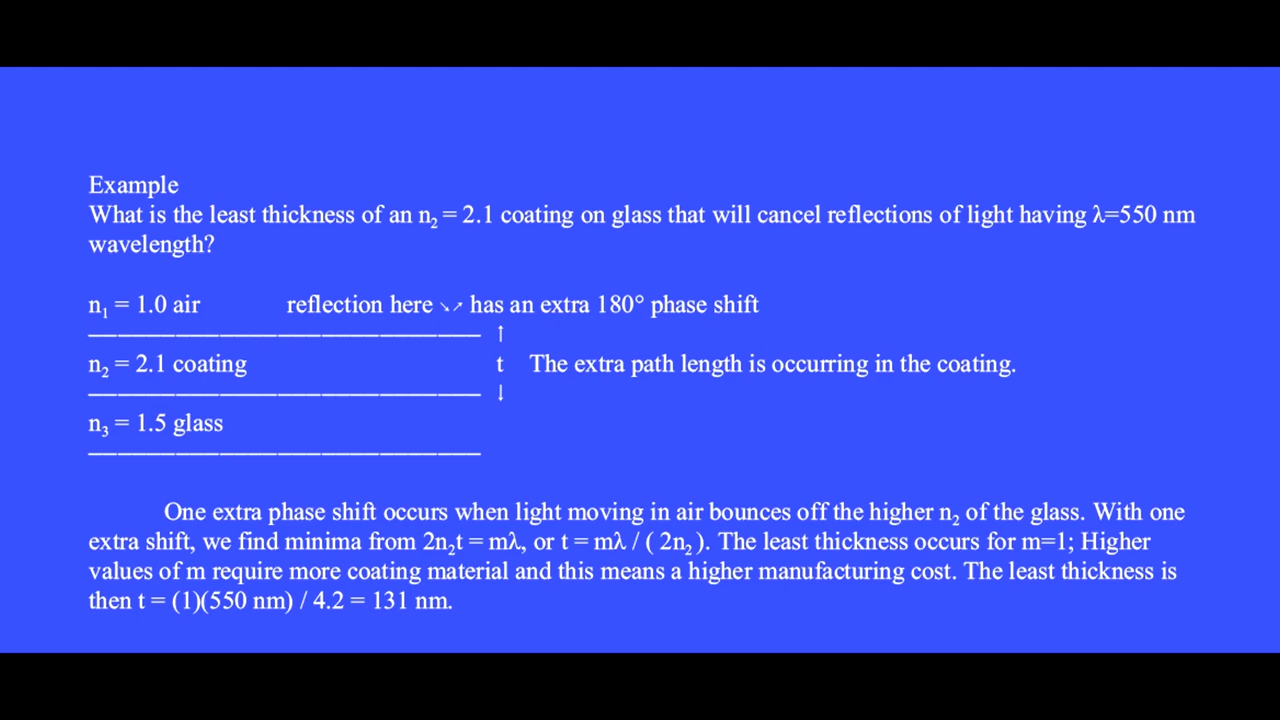 Example
What is the least thickness of an n₂ = 2.1 coating on glass that will cancel reflections of light having λ=550 nm
wavelength?
n₁ = 1.0 air reflection here ↘↗ has an extra 180° phase shift
↑
n₂ = 2.1 coating t The extra path length is occurring in the coating.
↓
n₃ = 1.5 glass
One extra phase shift occurs when light moving in air bounces off the higher n₂ of the glass. With one
extra shift, we find minima from 2n₂t = mλ, or t = mλ / ( 2n₂ ). The least thickness occurs for m=1; Higher
values of m require more coating material and this means a higher manufacturing cost. The least thickness is
then t = (1)(550 nm) / 4.2 = 131 nm.